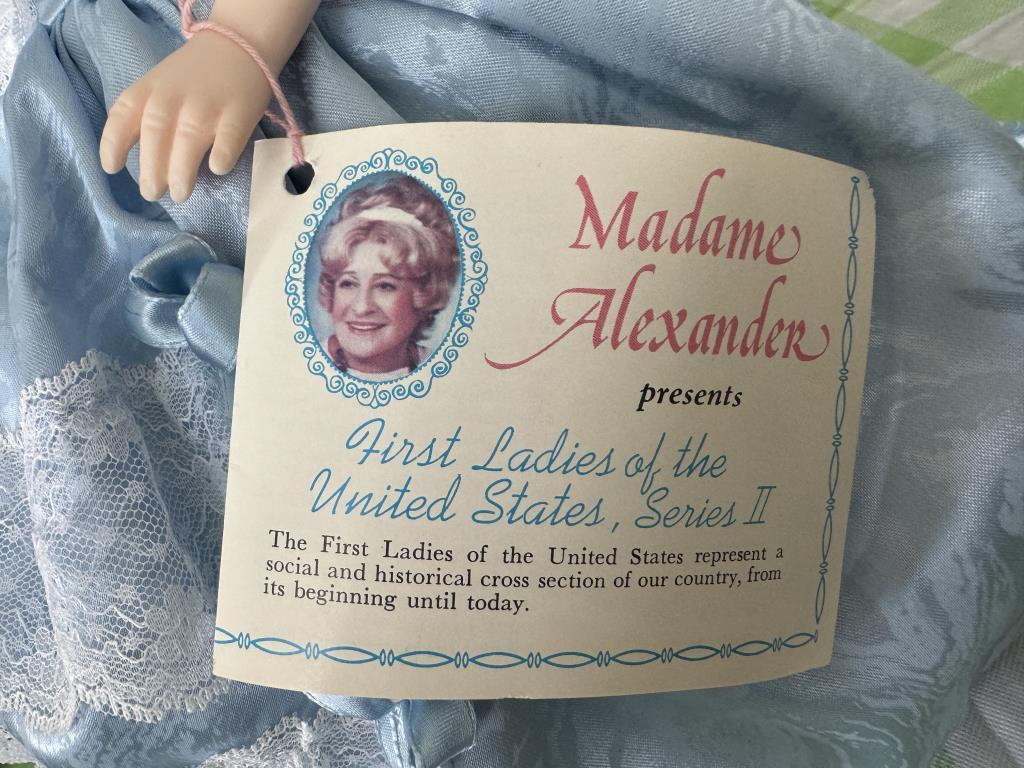 Madame
Alexander
presents
First Ladies of the
United States, Series II
The First Ladies of the United States represent a
social and historical cross section of our country, from
its beginning until today.